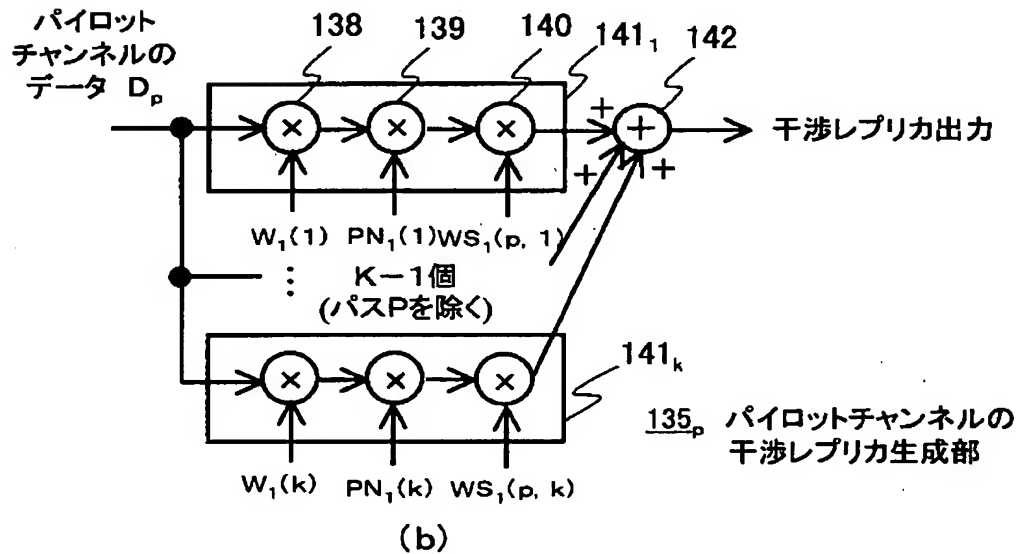 パイロット
チャンネルの
データ Dp
138
139
140
141₁
142
× × × + + + +
干渉レプリカ出力
W₁(1) PN₁(1) WS₁(p, 1)
⋮ K－1個
(パスPを除く)
× × ×
141ₖ
W₁(k) PN₁(k) WS₁(p, k)
135ₚ パイロットチャンネルの
干渉レプリカ生成部
(b)